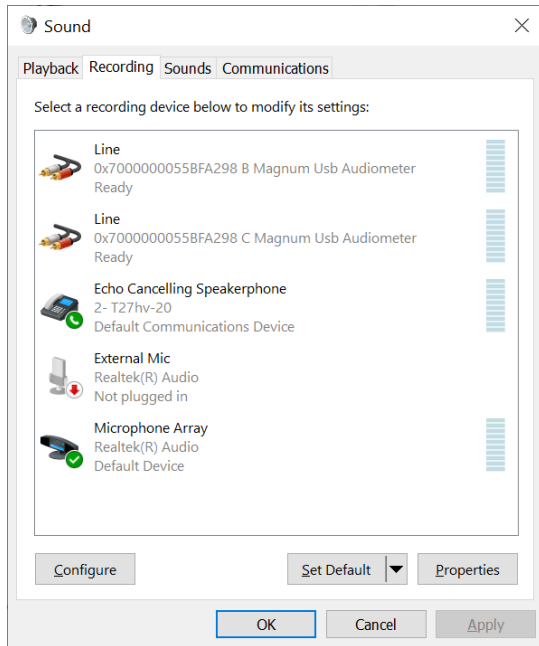 Sound
Playback Recording Sounds Communications
Select a recording device below to modify its settings:
Line
0x7000000055BFA298 B Magnum Usb Audiometer
Ready
Line
0x7000000055BFA298 C Magnum Usb Audiometer
Ready
Echo Cancelling Speakerphone
2- T27hv-20
Default Communications Device
External Mic
Realtek(R) Audio
Not plugged in
Microphone Array
Realtek(R) Audio
Default Device
Configure Set Default Properties
OK Cancel Apply